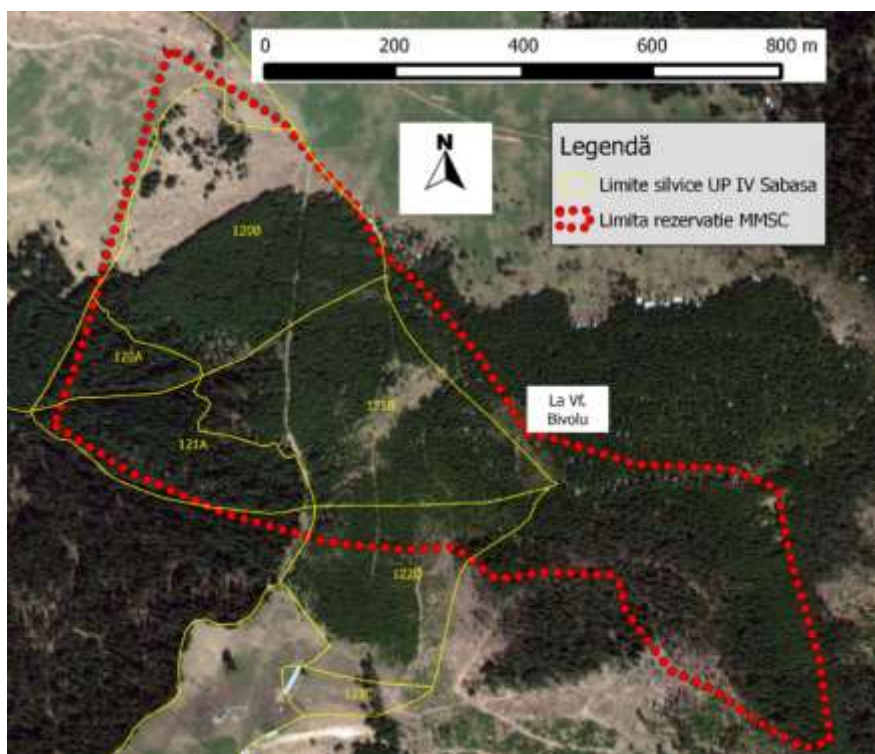 0 200 400 600 800 m
N
Legendă
Limite silvice UP IV Sabasa
Limita rezervatie MMSC
120B
120A
121B
121A
La Vf.
Bivolu